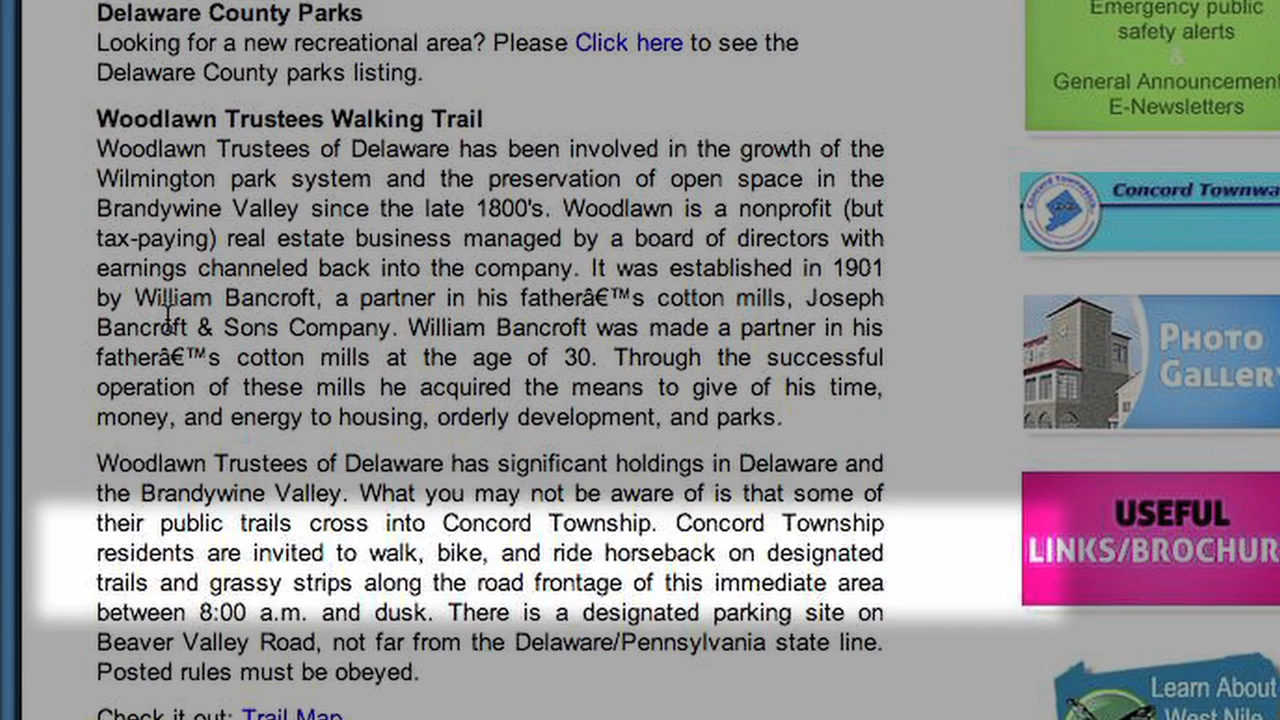 Delaware County Parks
Looking for a new recreational area? Please Click here to see the
Delaware County parks listing.
Woodlawn Trustees Walking Trail
Woodlawn Trustees of Delaware has been involved in the growth of the
Wilmington park system and the preservation of open space in the
Brandywine Valley since the late 1800's. Woodlawn is a nonprofit (but
tax-paying) real estate business managed by a board of directors with
earnings channeled back into the company. It was established in 1901
by William Bancroft, a partner in his fatherâ€™s cotton mills, Joseph
Bancroft & Sons Company. William Bancroft was made a partner in his
fatherâ€™s cotton mills at the age of 30. Through the successful
operation of these mills he acquired the means to give of his time,
money, and energy to housing, orderly development, and parks.
Woodlawn Trustees of Delaware has significant holdings in Delaware and
the Brandywine Valley. What you may not be aware of is that some of
their public trails cross into Concord Township. Concord Township
residents are invited to walk, bike, and ride horseback on designated
trails and grassy strips along the road frontage of this immediate area
between 8:00 a.m. and dusk. There is a designated parking site on
Beaver Valley Road, not far from the Delaware/Pennsylvania state line.
Posted rules must be obeyed.
Check it out: Trail Map
Emergency public
safety alerts
&
General Announcement
E-Newsletters
Concord Townwa
PHOTO
GALLERY
USEFUL
LINKS/BROCHUR
Learn About
West Nile